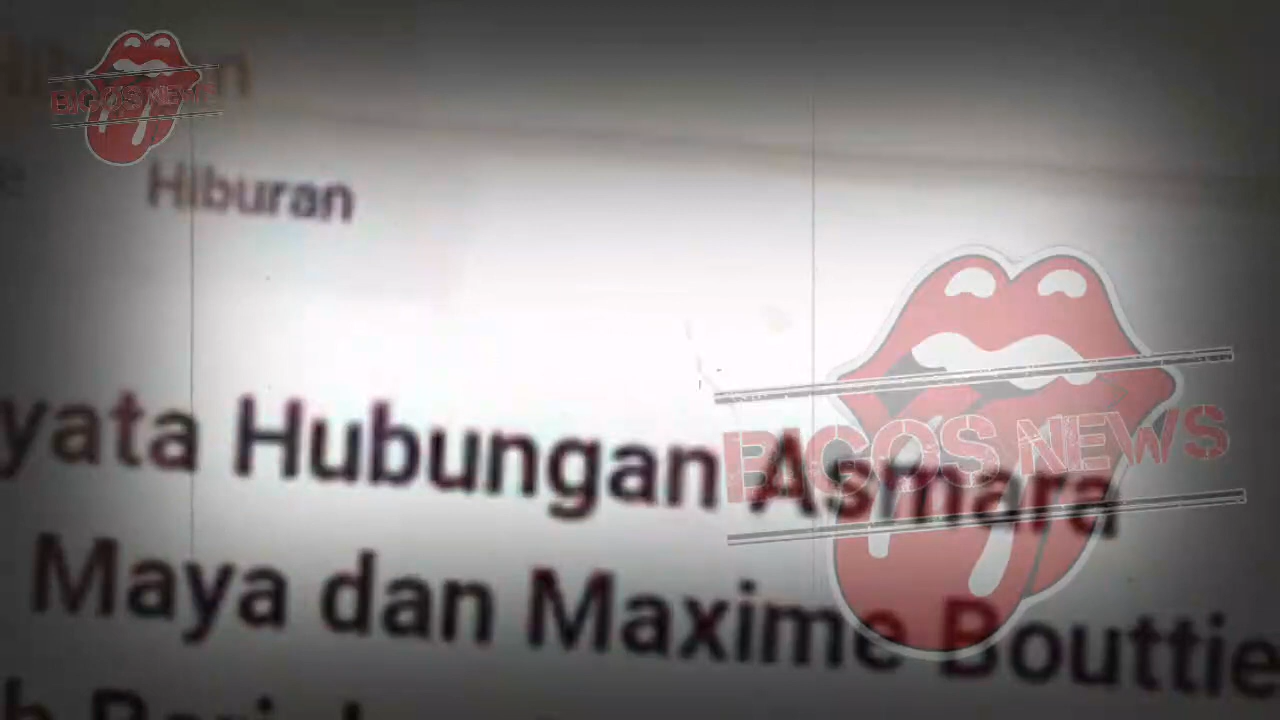 BIGOS NEWS
Hiburan
yata Hubungan Asmara
BIGOS NEWS
Maya dan Maxime Bouttie